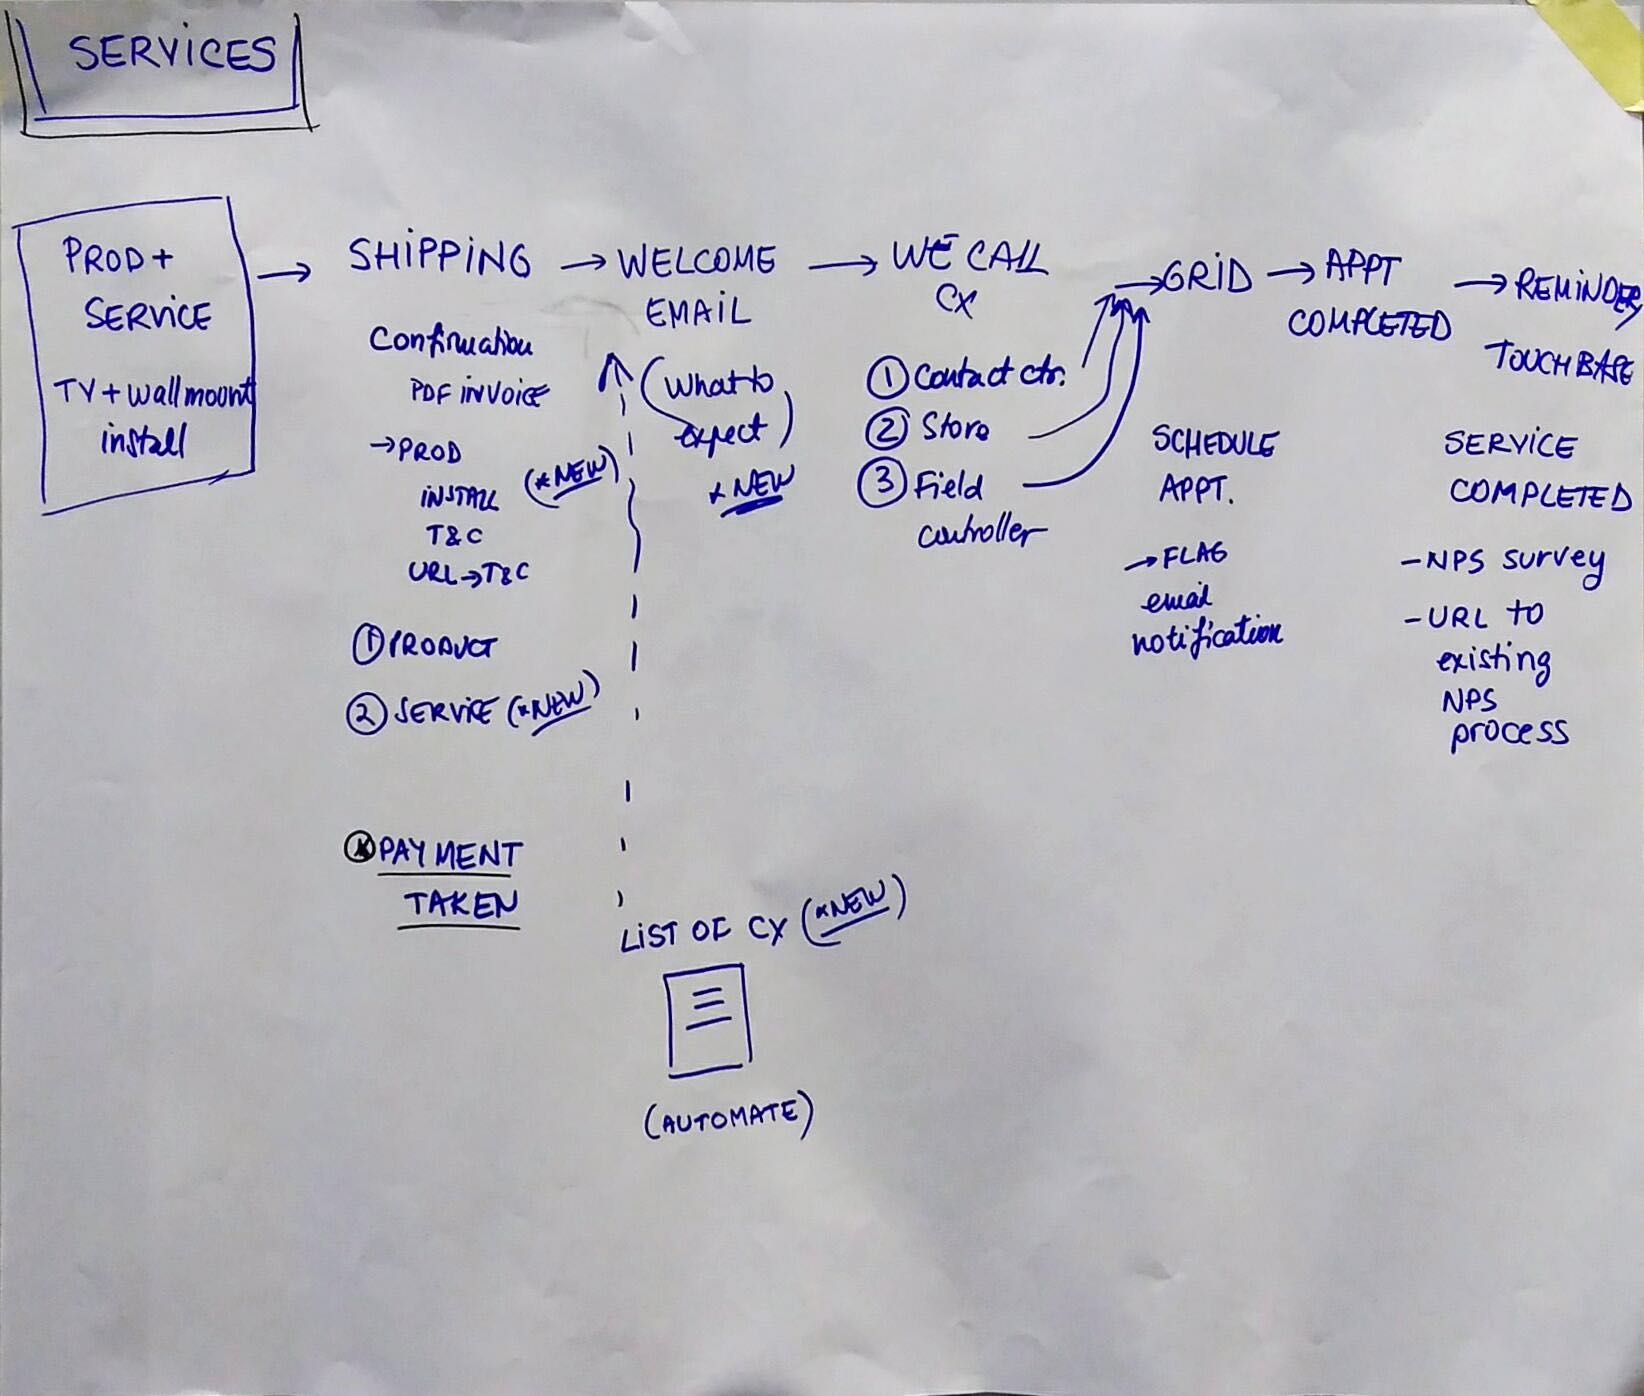 SERVICES
PROD +
SERVICE
TV + Wall mount
install
→ SHIPPING
Confirmation
PDF INVOICE
→ PROD
INSTALL
(* NEW)
T&C
URL → T&C
① PRODUCT
② SERVICE (* NEW)
PAYMENT
TAKEN
→ WELCOME
EMAIL
(What to
expect)
* NEW
LIST OF CX (* NEW)
(AUTOMATE)
→ WE CALL
CX
① Contact ctr.
② Store
③ Field
controller
→ GRID
SCHEDULE
APPT.
→ FLAG
email
notification
→ APPT
COMPLETED
→ REMINDER
TOUCH BASE
SERVICE
COMPLETED
- NPS survey
- URL TO
existing
NPS
process